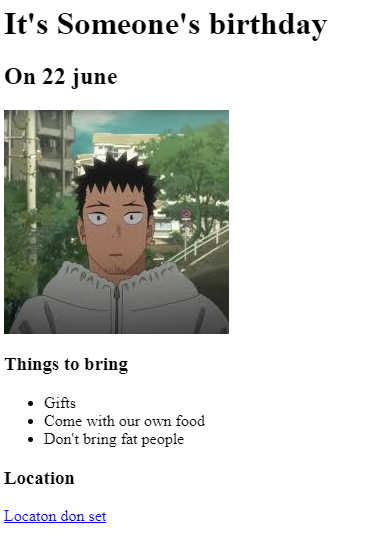 It's Someone's birthday
On 22 june
Things to bring
Gifts
Come with our own food
Don't bring fat people
Location
Locaton don set